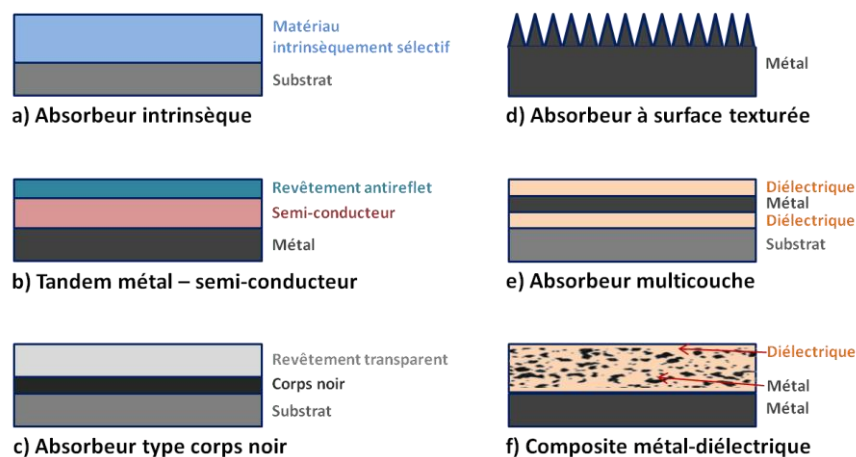 Matériau
intrinsèquement sélectif
Substrat
a) Absorbeur intrinsèque
Revêtement antireflet
Semi-conducteur
Métal
b) Tandem métal – semi-conducteur
Revêtement transparent
Corps noir
Substrat
c) Absorbeur type corps noir
Métal
d) Absorbeur à surface texturée
Diélectrique
Métal
Diélectrique
Substrat
e) Absorbeur multicouche
Diélectrique
Métal
Métal
f) Composite métal-diélectrique